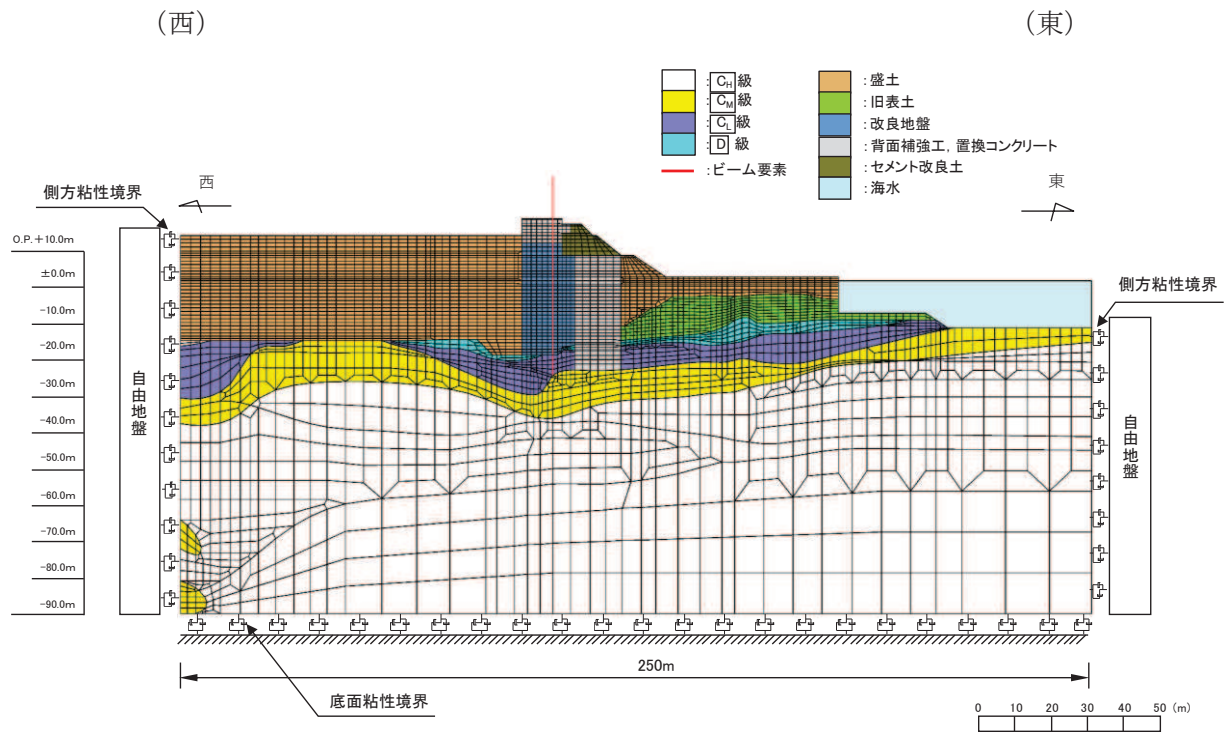 （西）
（東）
:CH級
:CM級
:CL級
:D 級
:ビーム要素
:盛土
:旧表土
:改良地盤
:背面補強工，置換コンクリート
:セメント改良土
:海水
西
東
側方粘性境界
側方粘性境界
O.P.+10.0m
±0.0m
-10.0m
-20.0m
-30.0m
-40.0m
-50.0m
-60.0m
-70.0m
-80.0m
-90.0m
自由地盤
自由地盤
250m
底面粘性境界
0 10 20 30 40 50 (m)